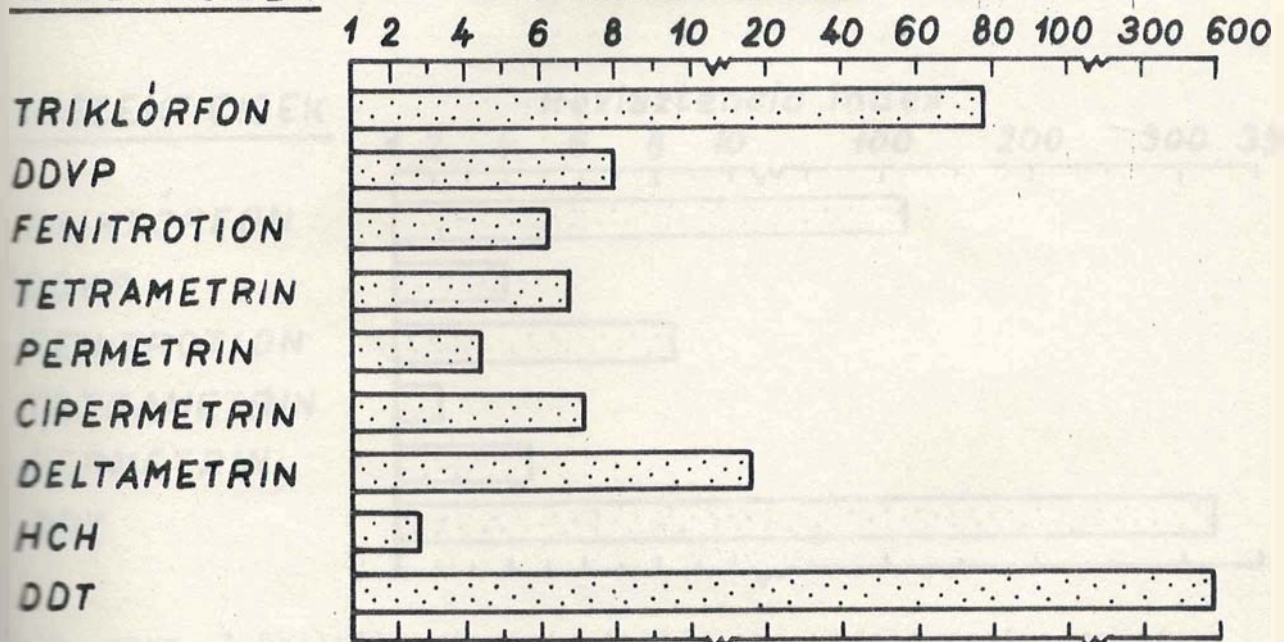 1 2 4 6 8 10 20 40 60 80 100 300 600
TRIKLÓRFON
DDVP
FENITROTION
TETRAMETRIN
PERMETRIN
CIPERMETRIN
DELTAMETRIN
HCH
DDT